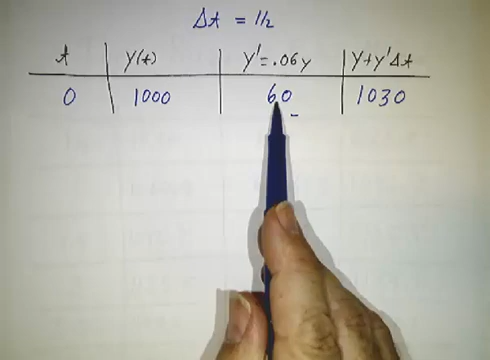 Δt = 1/2
t y(t) y' = .06y y+y'Δt
0 1000 60 1030